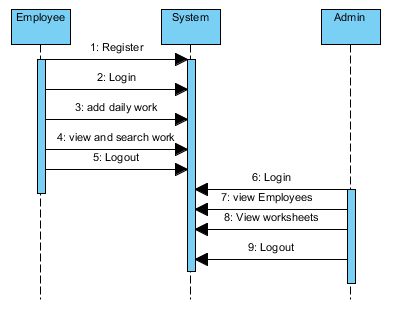 Employee
System
Admin
1: Register
2: Login
3: add daily work
4: view and search work
5: Logout
6: Login
7: view Employees
8: View worksheets
9: Logout